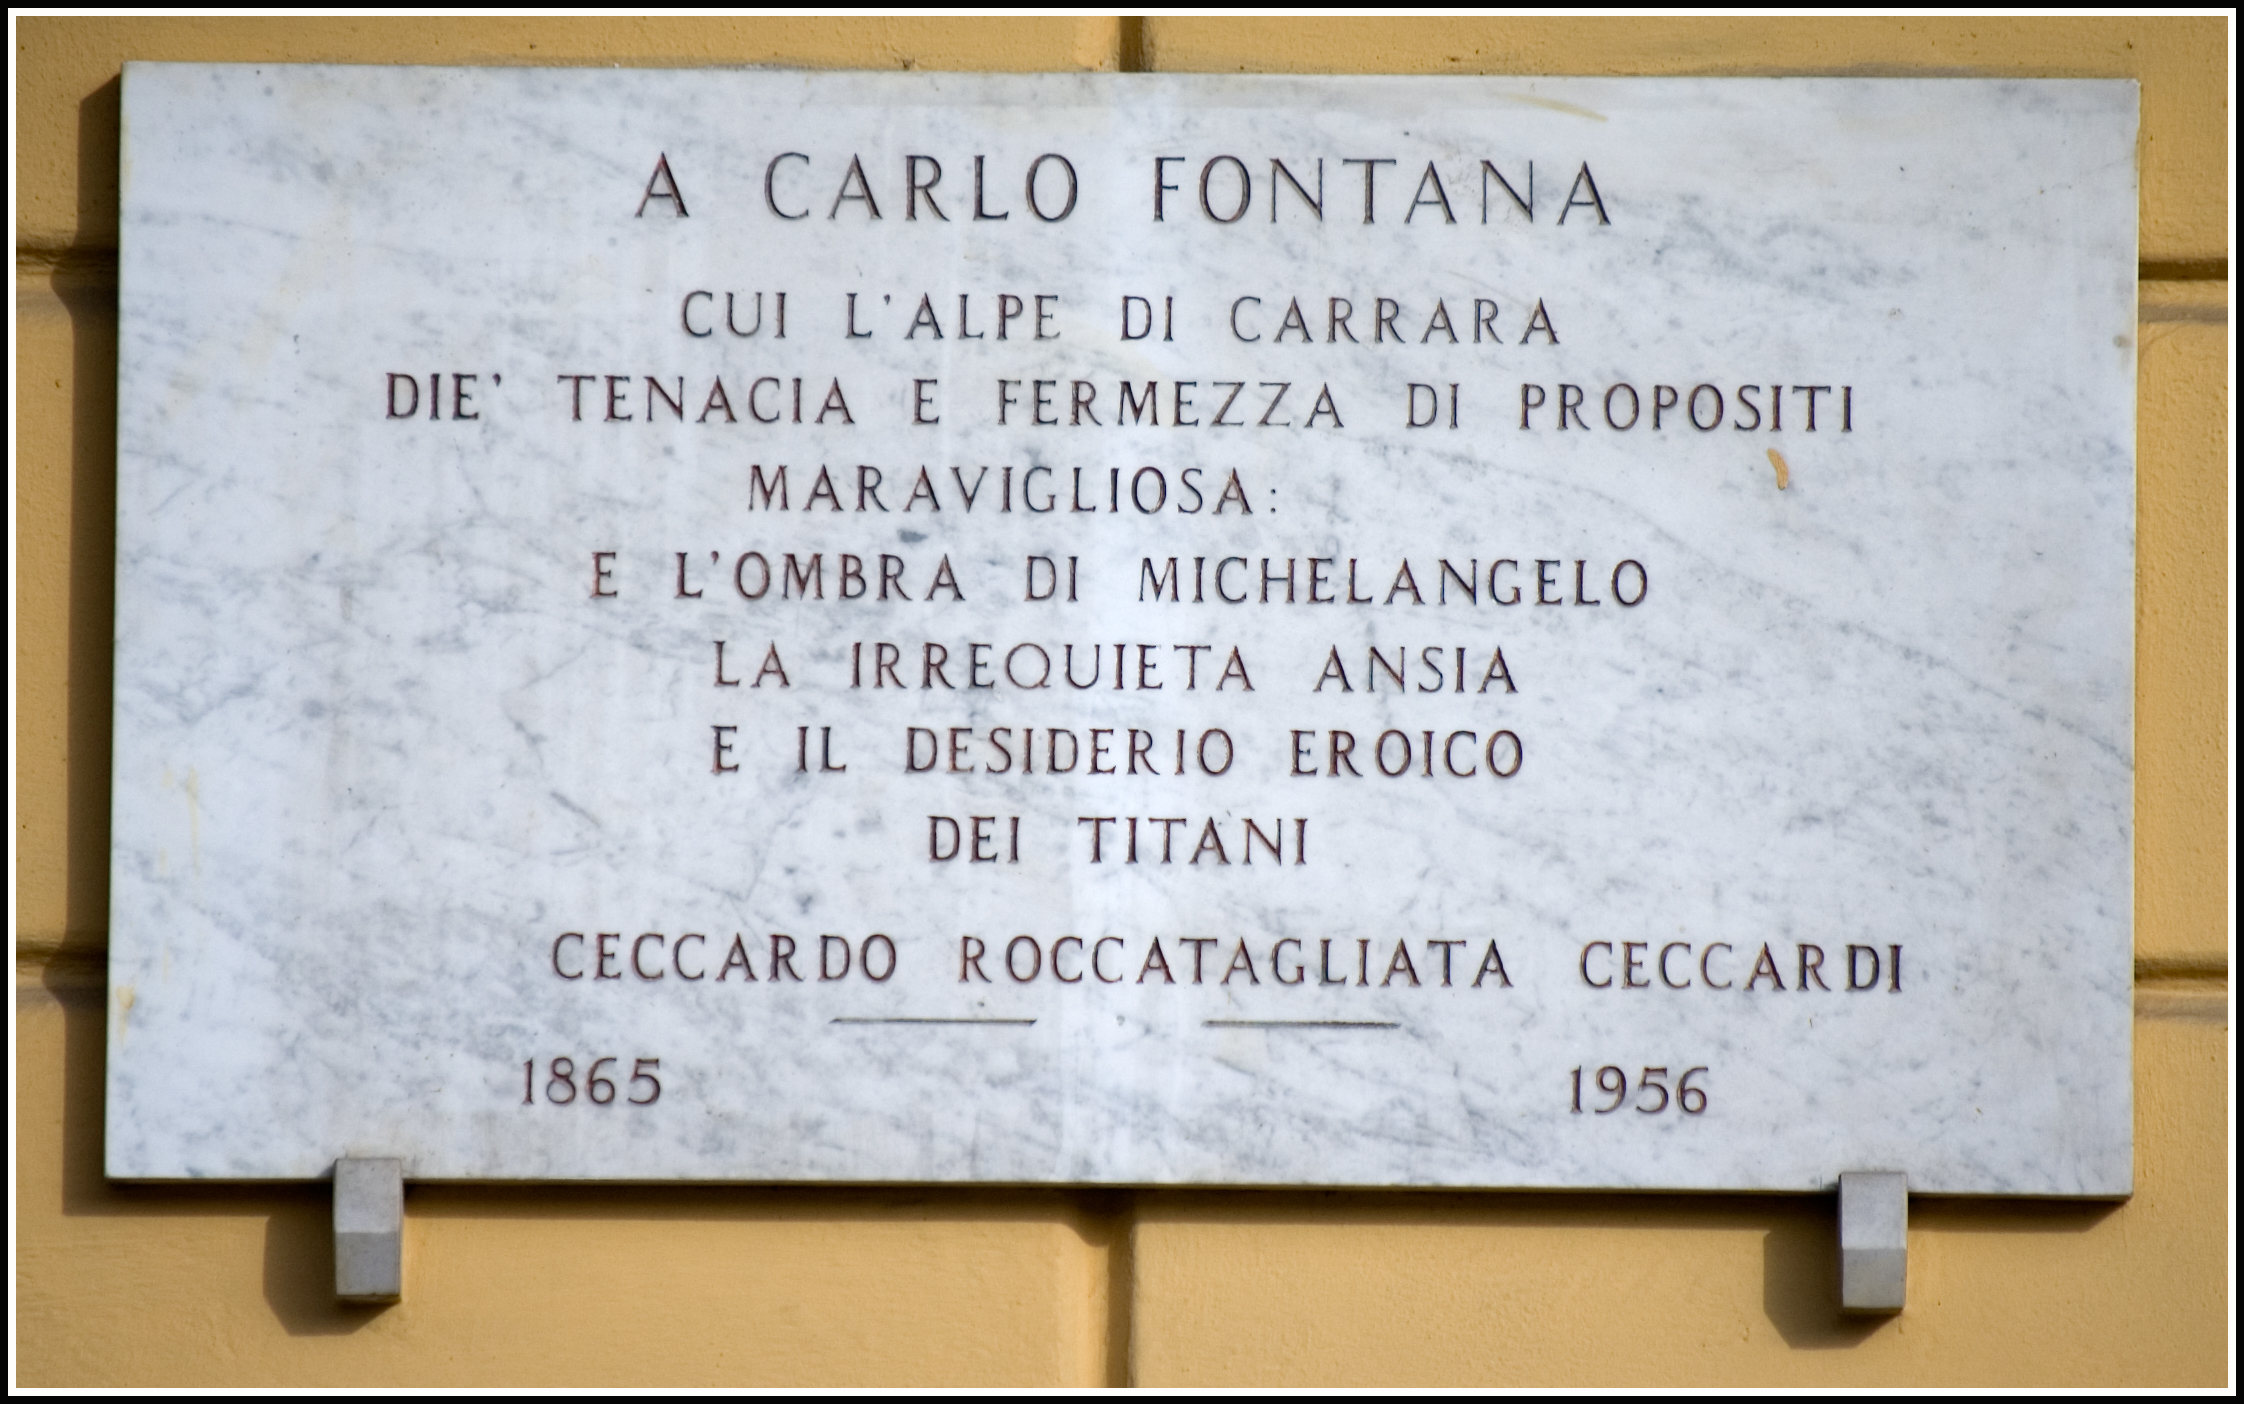 A CARLO FONTANA
CUI L'ALPE DI CARRARA
DIE' TENACIA E FERMEZZA DI PROPOSITI
MARAVIGLIOSA:
E L'OMBRA DI MICHELANGELO
LA IRREQUIETA ANSIA
E IL DESIDERIO EROICO
DEI TITANI
CECCARDO ROCCATAGLIATA CECCARDI
1865 1956